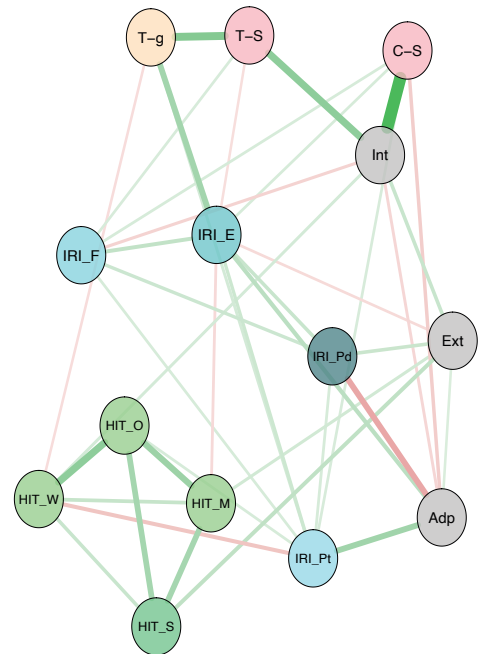 T−g
T−S
C−S
Int
IRI_E
IRI_F
Ext
IRI_Pd
HIT_O
HIT_W
HIT_M
Adp
IRI_Pt
HIT_S